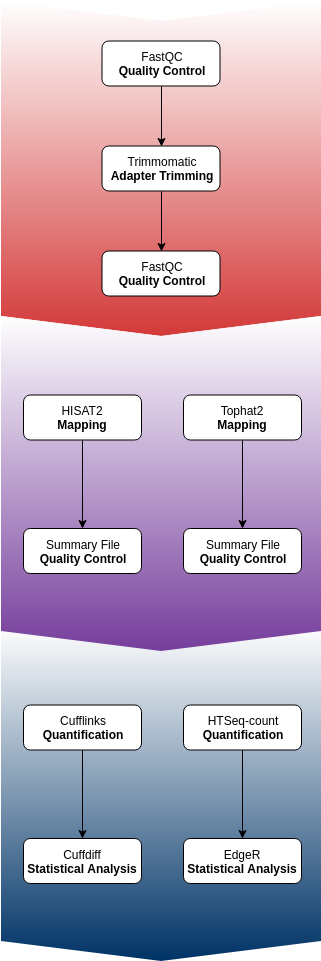 FastQC
Quality Control
Trimmomatic
Adapter Trimming
FastQC
Quality Control
HISAT2
Mapping
Tophat2
Mapping
Summary File
Quality Control
Summary File
Quality Control
Cufflinks
Quantification
HTSeq-count
Quantification
Cuffdiff
Statistical Analysis
EdgeR
Statistical Analysis